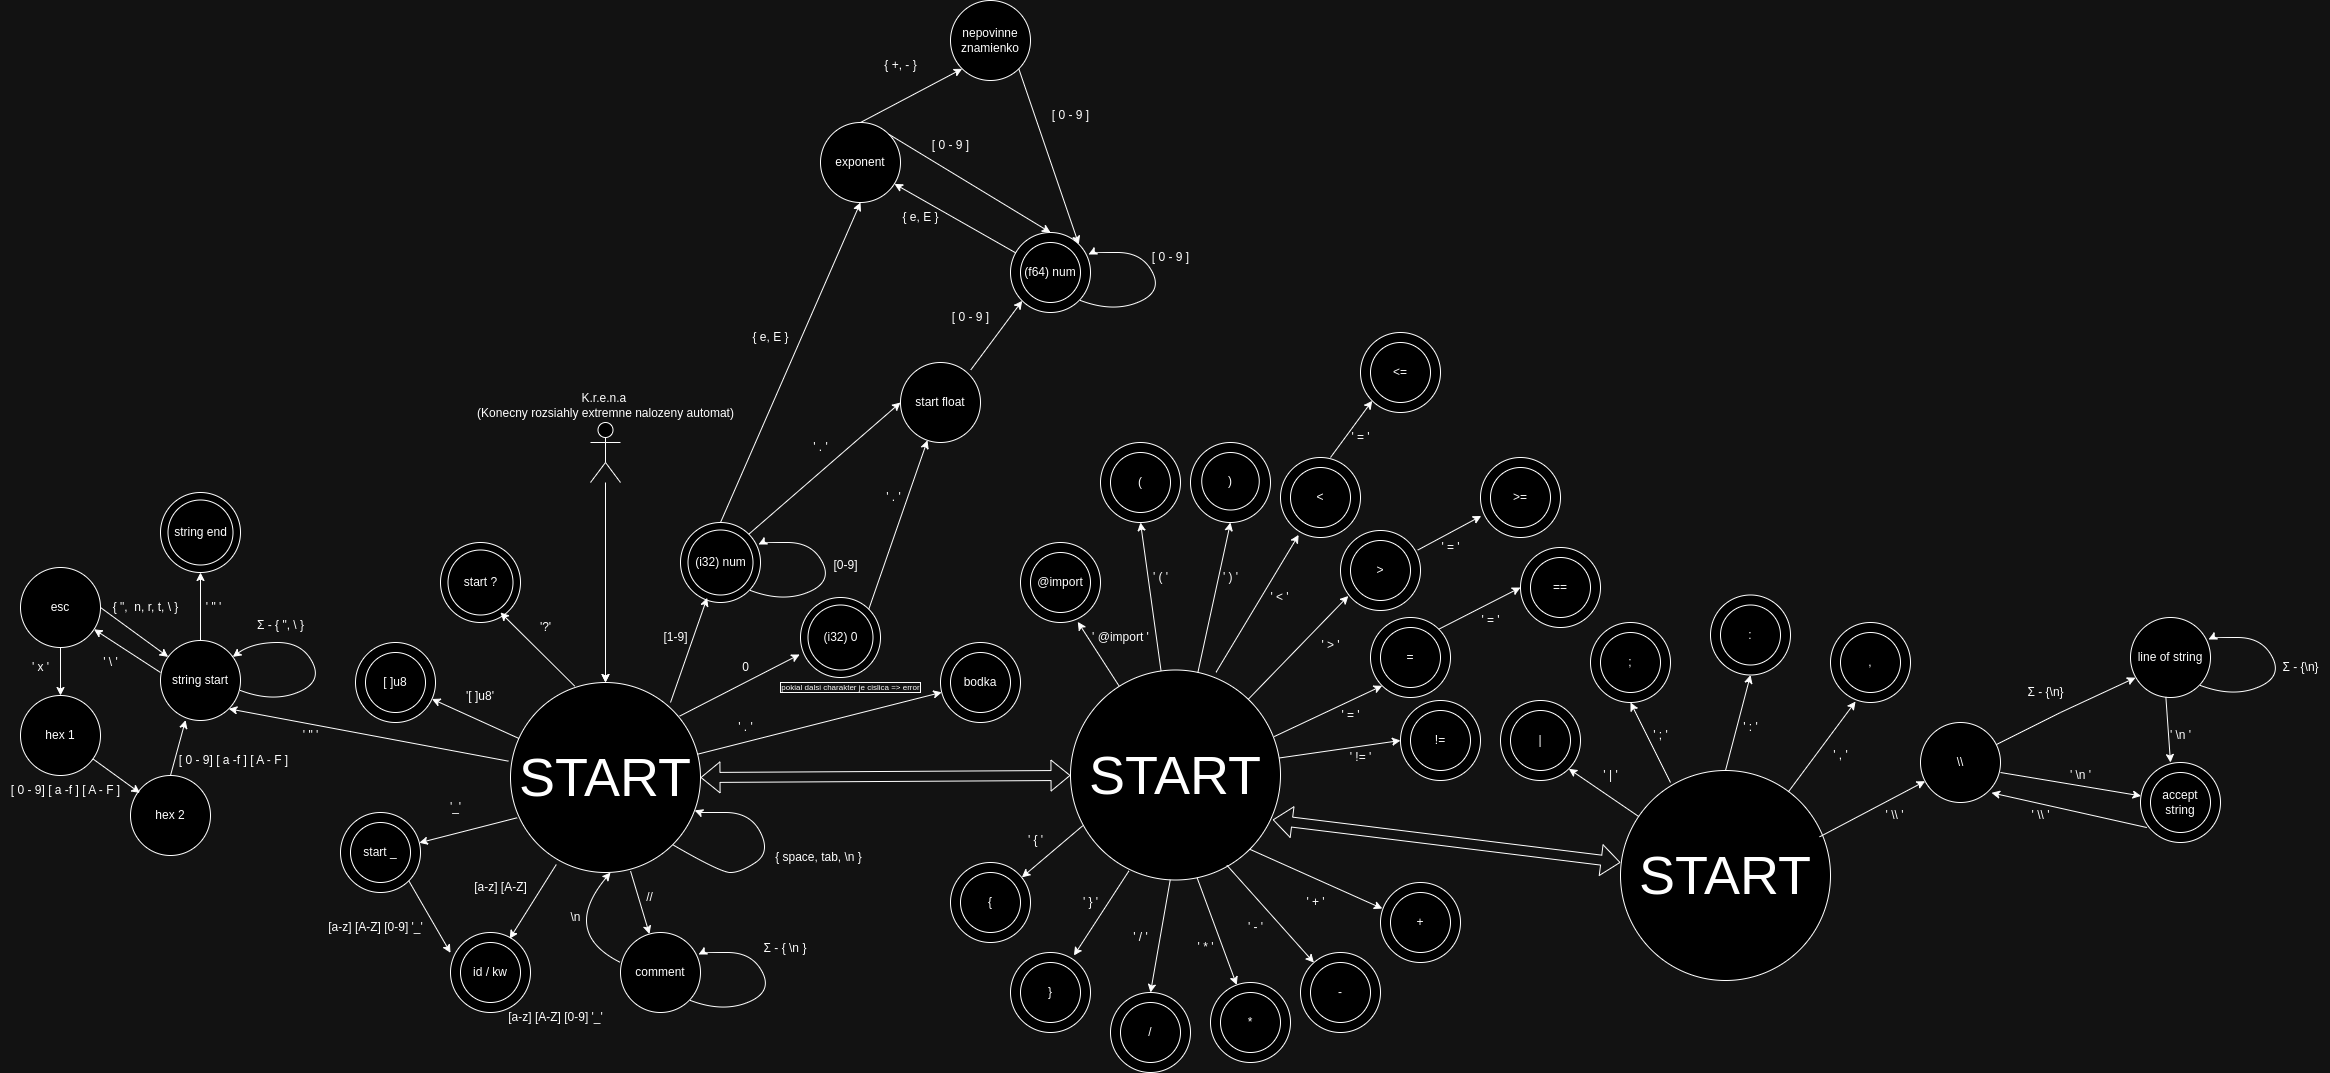 nepovinne
znamienko
{ +, - }
[ 0 - 9 ]
[ 0 - 9 ]
exponent
{ e, E }
(f64) num
[ 0 - 9 ]
[ 0 - 9 ]
{ e, E }
start float
' . '
' . '
K.r.e.n.a
(Konecny rozsiahly extremne nalozeny automat)
<=
' = '
(
)
<
>=
' = '
>
@import
' ( '
' ) '
' < '
==
' = '
=
' @import '
' > '
string end
start ?
(i32) num
[0-9]
esc
{ ", n, r, t, \ }
' " '
Σ - { ", \ }
'?'
[1-9]
(i32) 0
pokial dalsi charakter je cislica => error
' x '
' \ '
string start
[ ]u8
'[ ]u8'
0
bodka
' . '
' " '
hex 1
[ 0 - 9] [ a -f ] [ A - F ]
[ 0 - 9] [ a -f ] [ A - F ]
hex 2
START
START
START
' = '
!=
' != '
;
:
,
|
' ; '
' : '
' , '
' | '
line of string
Σ - {\n}
Σ - {\n}
\\
' \n '
' \n '
accept
string
' \\ '
' \\ '
'_'
start _
[a-z] [A-Z]
//
{ space, tab, \n }
\n
[a-z] [A-Z] [0-9] '_'
id / kw
comment
Σ - { \n }
[a-z] [A-Z] [0-9] '_'
' { '
{
' } '
}
' / '
/
' * '
*
' - '
-
' + '
+